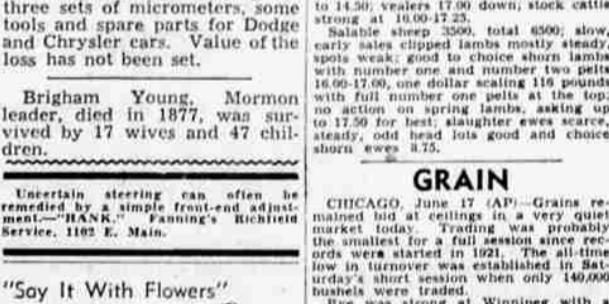 three sets of micrometers, some
tools and spare parts for Dodge
and Chrysler cars. Value of the
loss has not been set.
Brigham Young, Mormon
leader, died in 1877, was sur-
vived by 17 wives and 47 chil-
dren.
Uncertain steering can often be
remedied by a simple front-end adjust-
ment.—"HANK." Fanning's Richfield
Service, 1102 E. Main.
"Say It With Flowers"
to 14.50; vealers 17.00 down; stock cattle
strong at 16.00-17.25.
Salable sheep 3500, total 6500; slow,
early sales clipped lambs mostly steady,
spots weak; good to choice shorn lambs
with number one and number two pelts
16.00-17.00, one dollar scaling 116 pounds
with full number one pelts at the top;
no action on spring lambs, asking up
to 17.50 for best; slaughter ewes scarce,
steady, odd head lots good and choice
shorn ewes 8.75.
GRAIN
CHICAGO, June 17 (AP)—Grains re-
mained bid at ceilings in a very quiet
market today. Trading was probably
the smallest for a full session since rec-
ords were started in 1921. The all-time
low in turnover was established in Sat-
urday's short session when only 140,000
bushels were traded.
Rye was strong at Winnipeg with